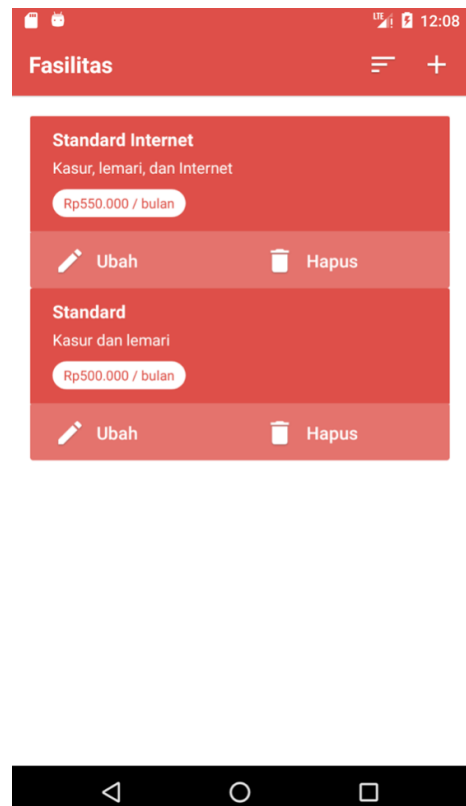 LTE 12:08
Fasilitas
Standard Internet
Kasur, lemari, dan Internet
Rp550.000 / bulan
Ubah Hapus
Standard
Kasur dan lemari
Rp500.000 / bulan
Ubah Hapus